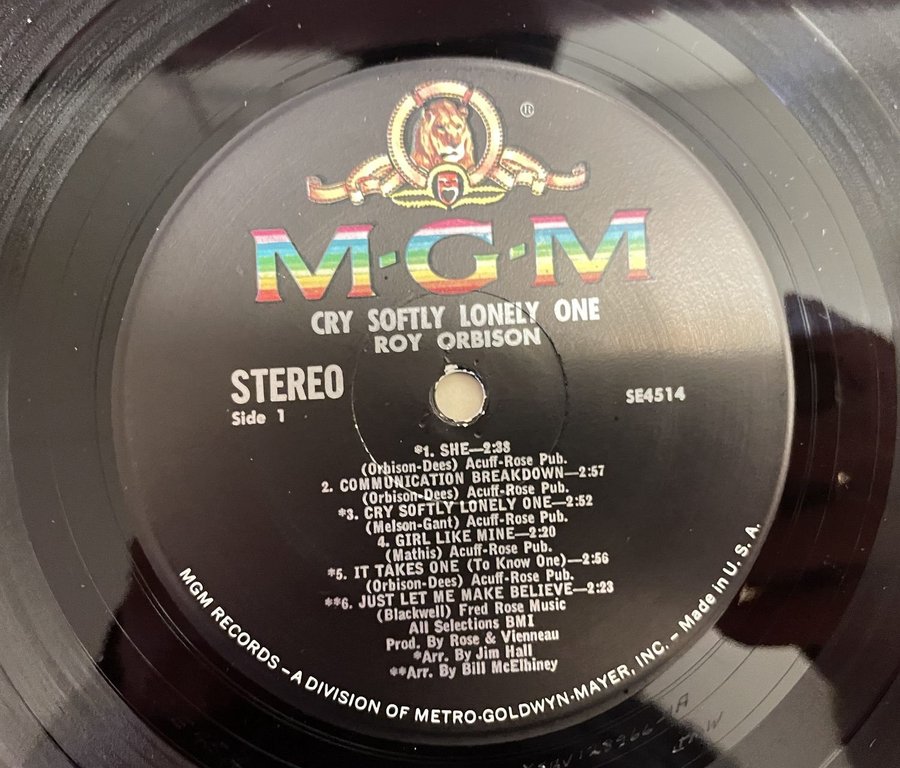 ®
M·G·M
CRY SOFTLY LONELY ONE
ROY ORBISON
STEREO
Side 1
SE4514
*1. SHE—2:38
(Orbison-Dees) Acuff-Rose Pub.
2. COMMUNICATION BREAKDOWN—2:57
(Orbison-Dees) Acuff-Rose Pub.
*3. CRY SOFTLY LONELY ONE—2:52
(Melson-Gant) Acuff-Rose Pub.
4. GIRL LIKE MINE—2:20
(Mathis) Acuff-Rose Pub.
*5. IT TAKES ONE (To Know One)—2:56
(Orbison-Dees) Acuff-Rose Pub.
**6. JUST LET ME MAKE BELIEVE—2:23
(Blackwell) Fred Rose Music
All Selections BMI
Prod. By Rose & Vienneau
*Arr. By Jim Hall
**Arr. By Bill McElhiney
MGM RECORDS – A DIVISION OF METRO·GOLDWYN·MAYER, INC. – Made in U. S. A.